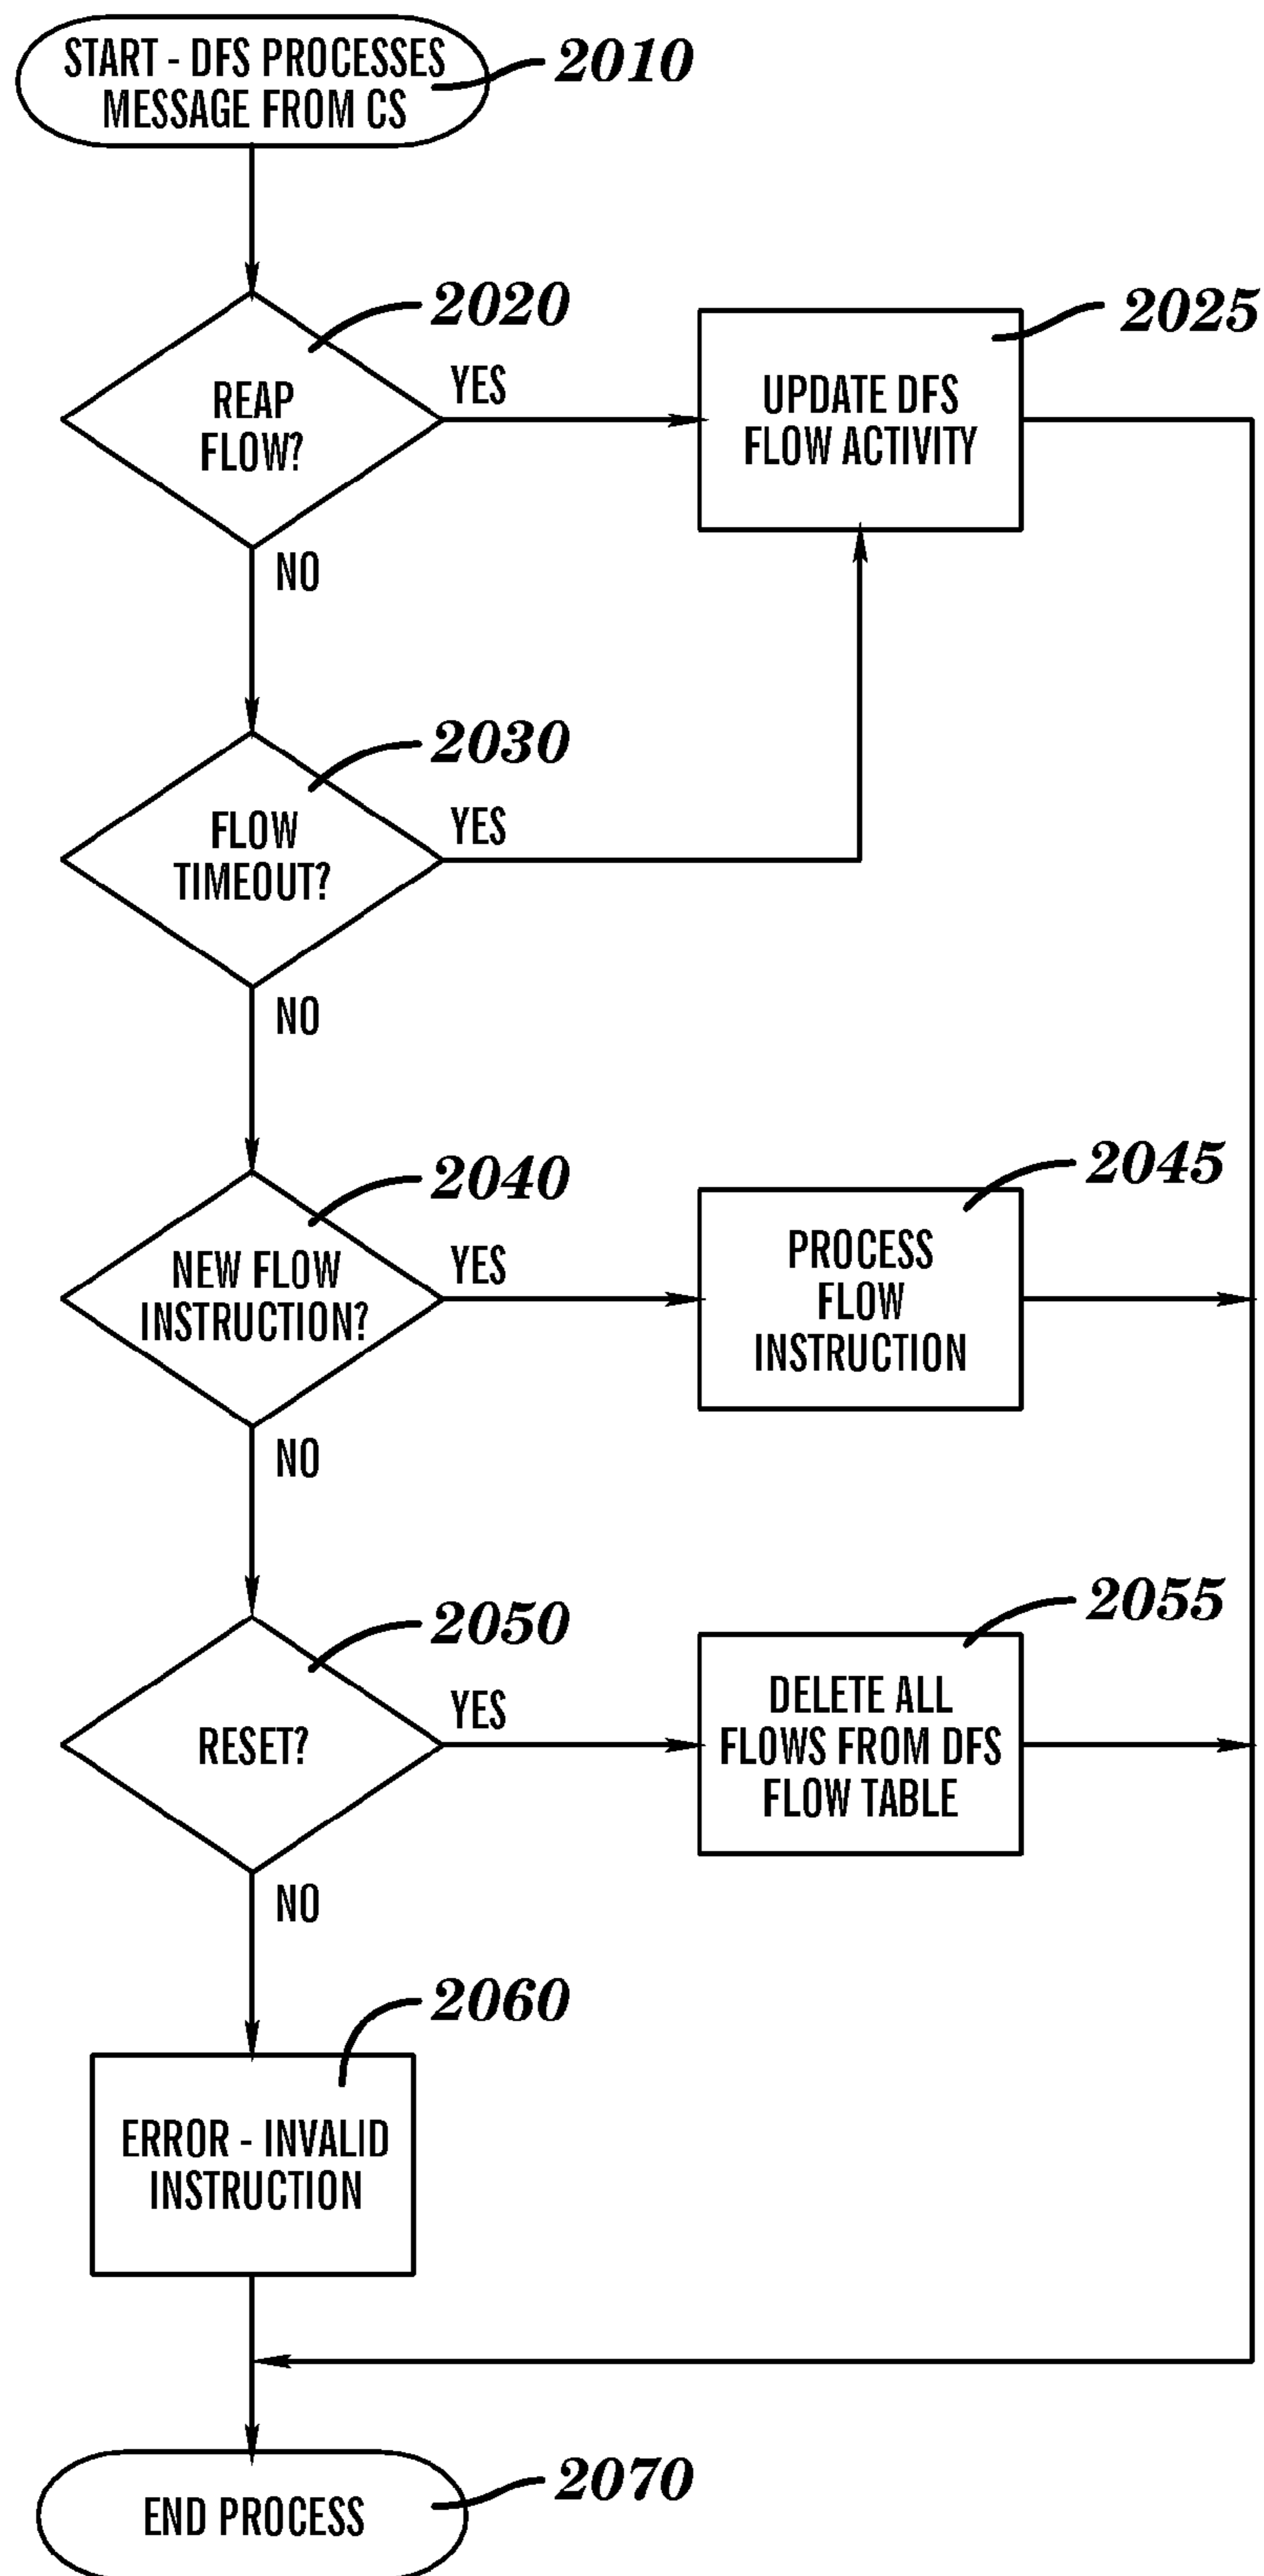 START - DFS PROCESSES
MESSAGE FROM CS
2010
2020
REAP
FLOW?
YES
NO
2025
UPDATE DFS
FLOW ACTIVITY
2030
FLOW
TIMEOUT?
YES
NO
2040
NEW FLOW
INSTRUCTION?
YES
NO
2045
PROCESS
FLOW
INSTRUCTION
2050
RESET?
YES
NO
2055
DELETE ALL
FLOWS FROM DFS
FLOW TABLE
2060
ERROR - INVALID
INSTRUCTION
2070
END PROCESS